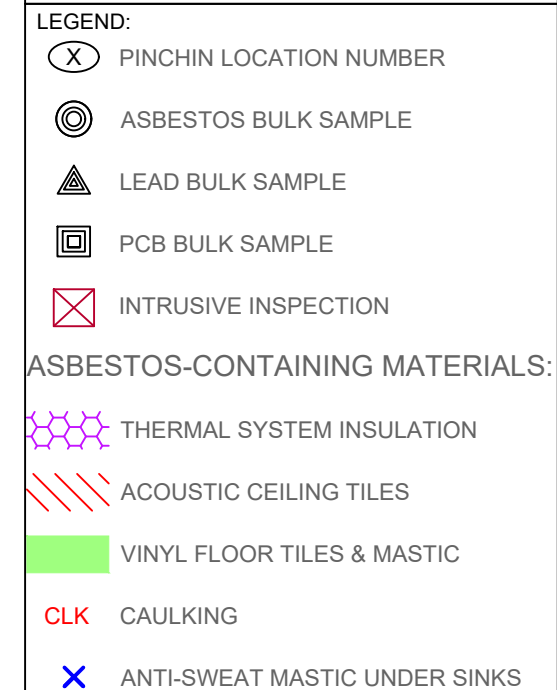 LEGEND:
X PINCHIN LOCATION NUMBER
ASBESTOS BULK SAMPLE
LEAD BULK SAMPLE
PCB BULK SAMPLE
INTRUSIVE INSPECTION
ASBESTOS-CONTAINING MATERIALS:
THERMAL SYSTEM INSULATION
ACOUSTIC CEILING TILES
VINYL FLOOR TILES & MASTIC
CLK CAULKING
ANTI-SWEAT MASTIC UNDER SINKS